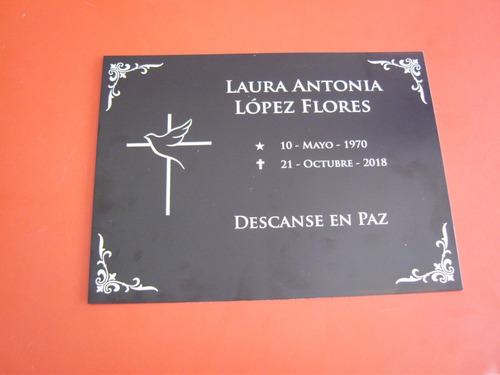 LAURA ANTONIA
LÓPEZ FLORES
★ 10 - MAYO - 1970
✝ 21 - OCTUBRE - 2018
DESCANSE EN PAZ